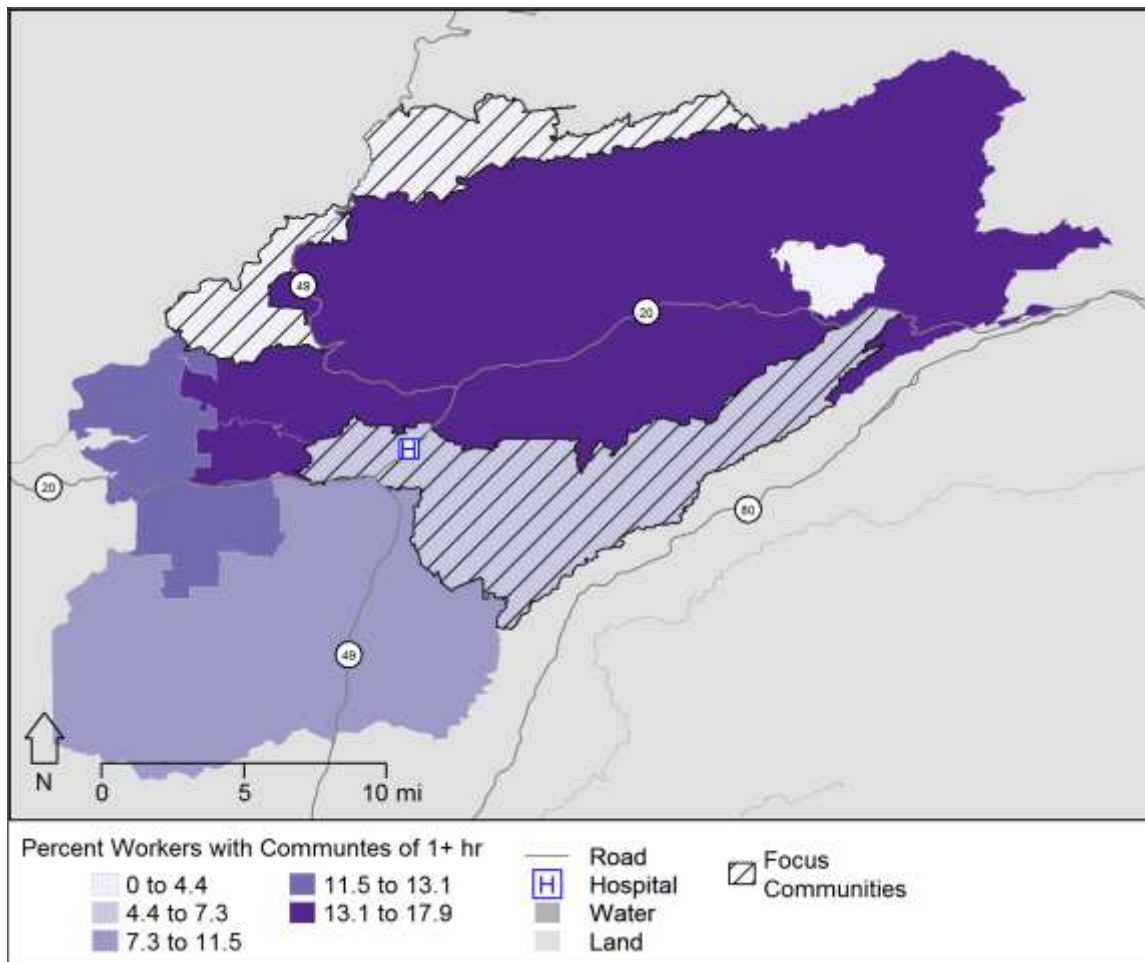 49
20
20
80
49
N
0 5 10 mi
Percent Workers with Communtes of 1+ hr
0 to 4.4
4.4 to 7.3
7.3 to 11.5
11.5 to 13.1
13.1 to 17.9
Road
H Hospital
Water
Land
Focus
Communities
H